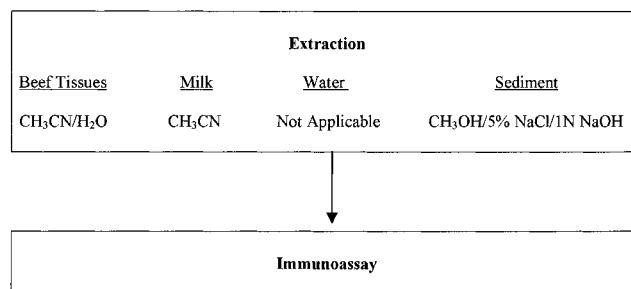 Extraction
Beef Tissues Milk Water Sediment
CH₃CN/H₂O CH₃CN Not Applicable CH₃OH/5% NaCl/1N NaOH
Immunoassay